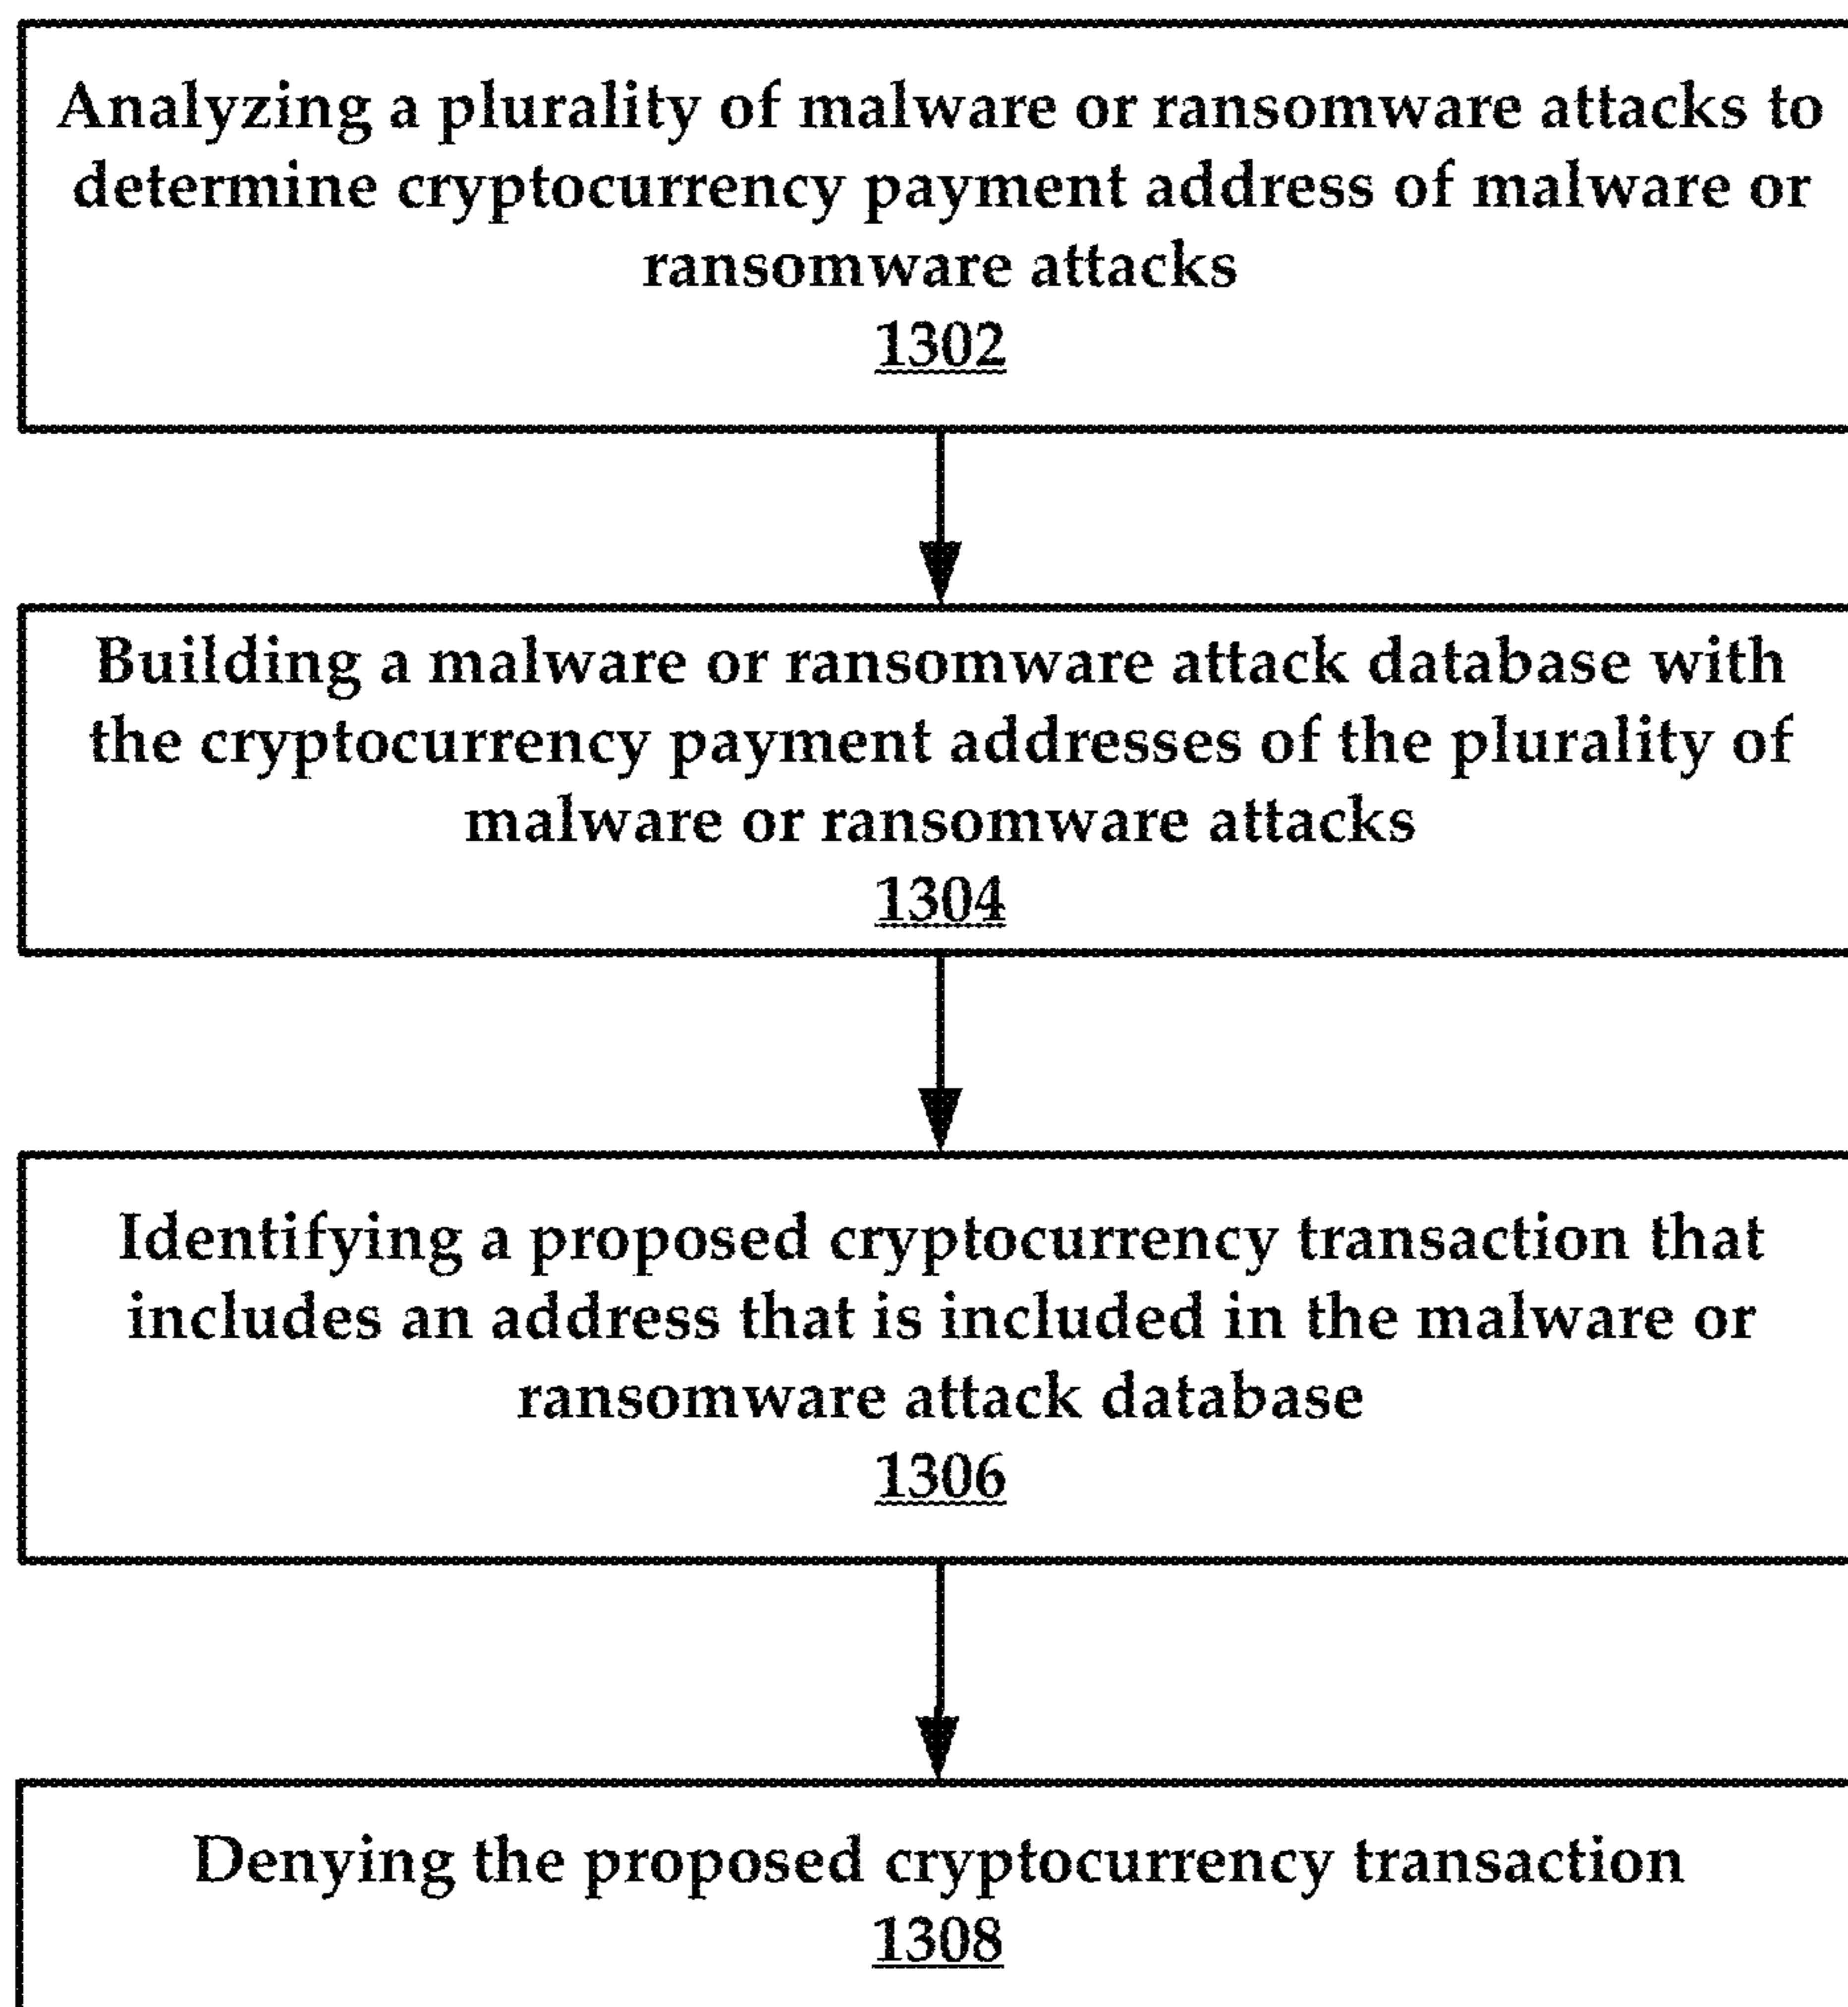 Analyzing a plurality of malware or ransomware attacks to
determine cryptocurrency payment address of malware or
ransomware attacks
1302
Building a malware or ransomware attack database with
the cryptocurrency payment addresses of the plurality of
malware or ransomware attacks
1304
Identifying a proposed cryptocurrency transaction that
includes an address that is included in the malware or
ransomware attack database
1306
Denying the proposed cryptocurrency transaction
1308